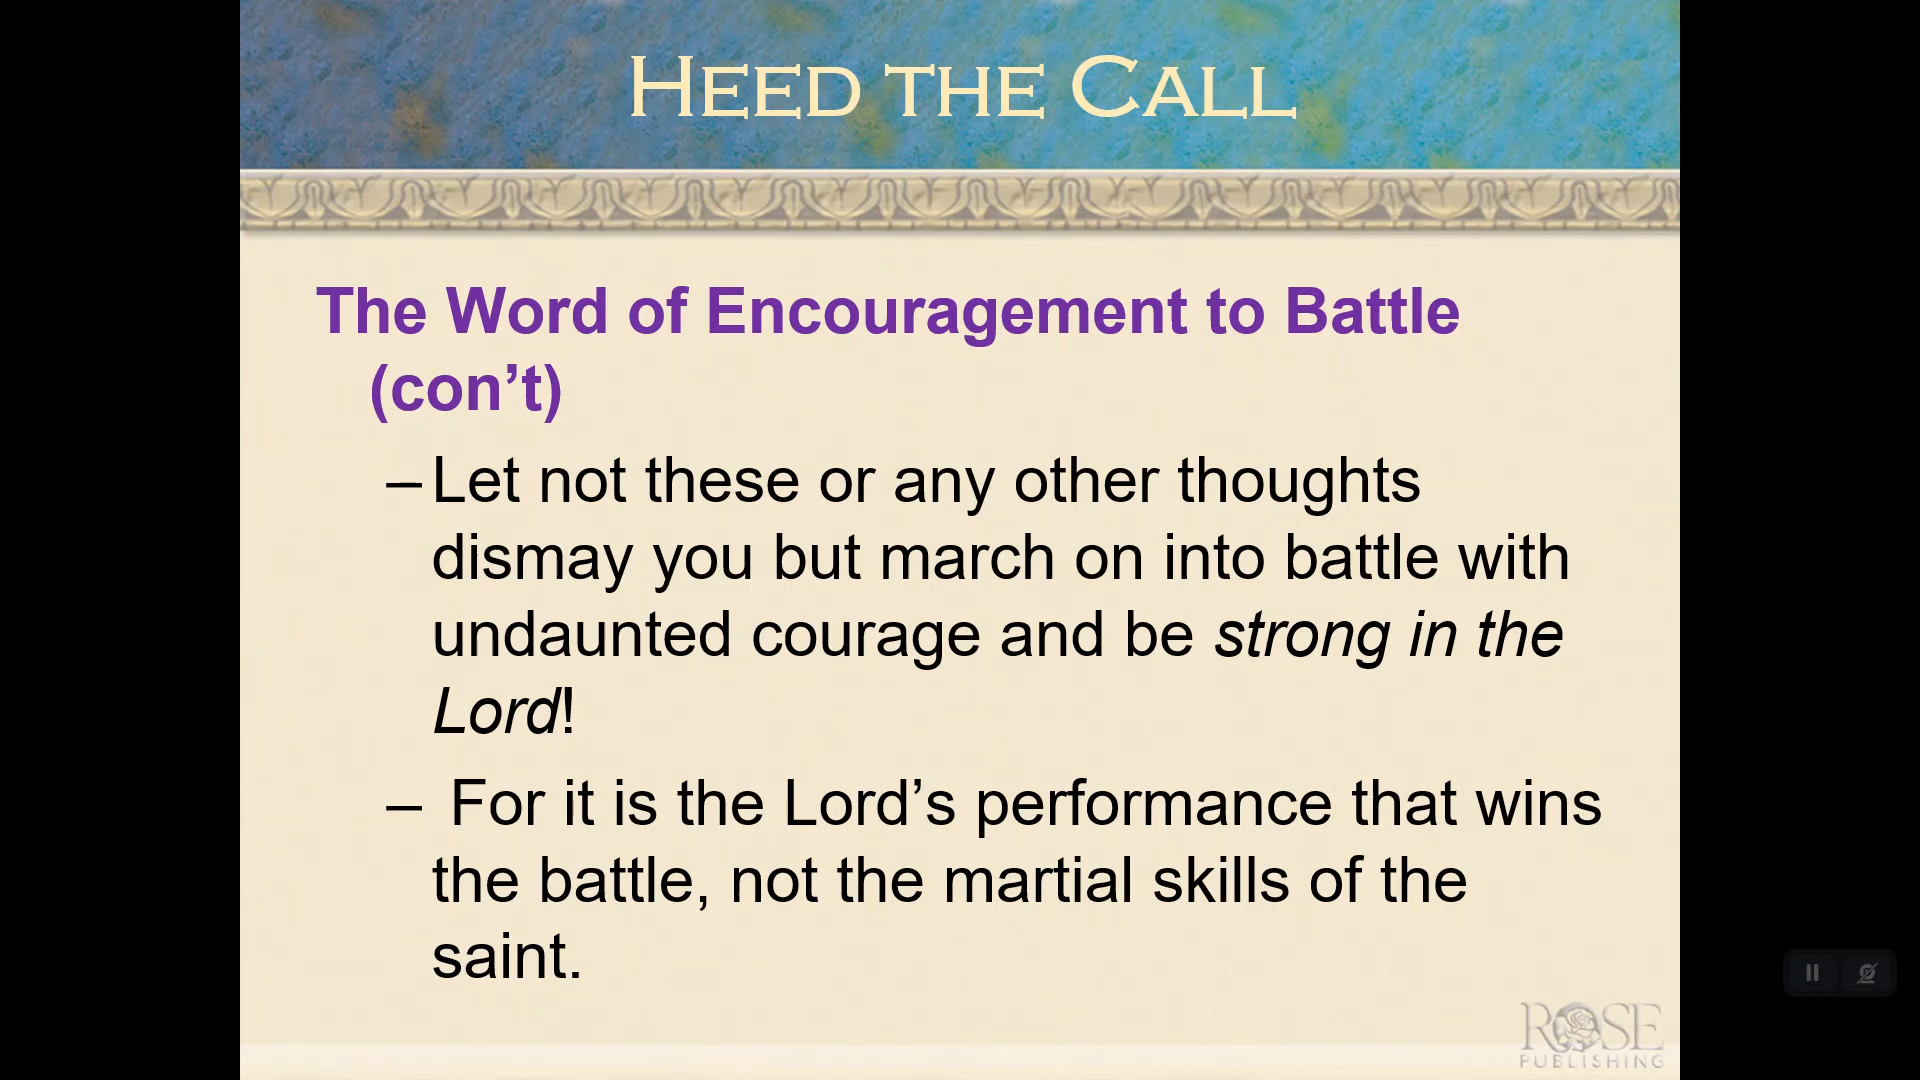 HEED THE CALL
The Word of Encouragement to Battle
(con’t)
– Let not these or any other thoughts
dismay you but march on into battle with
undaunted courage and be strong in the
Lord!
– For it is the Lord’s performance that wins
the battle, not the martial skills of the
saint.
ROSE
PUBLISHING